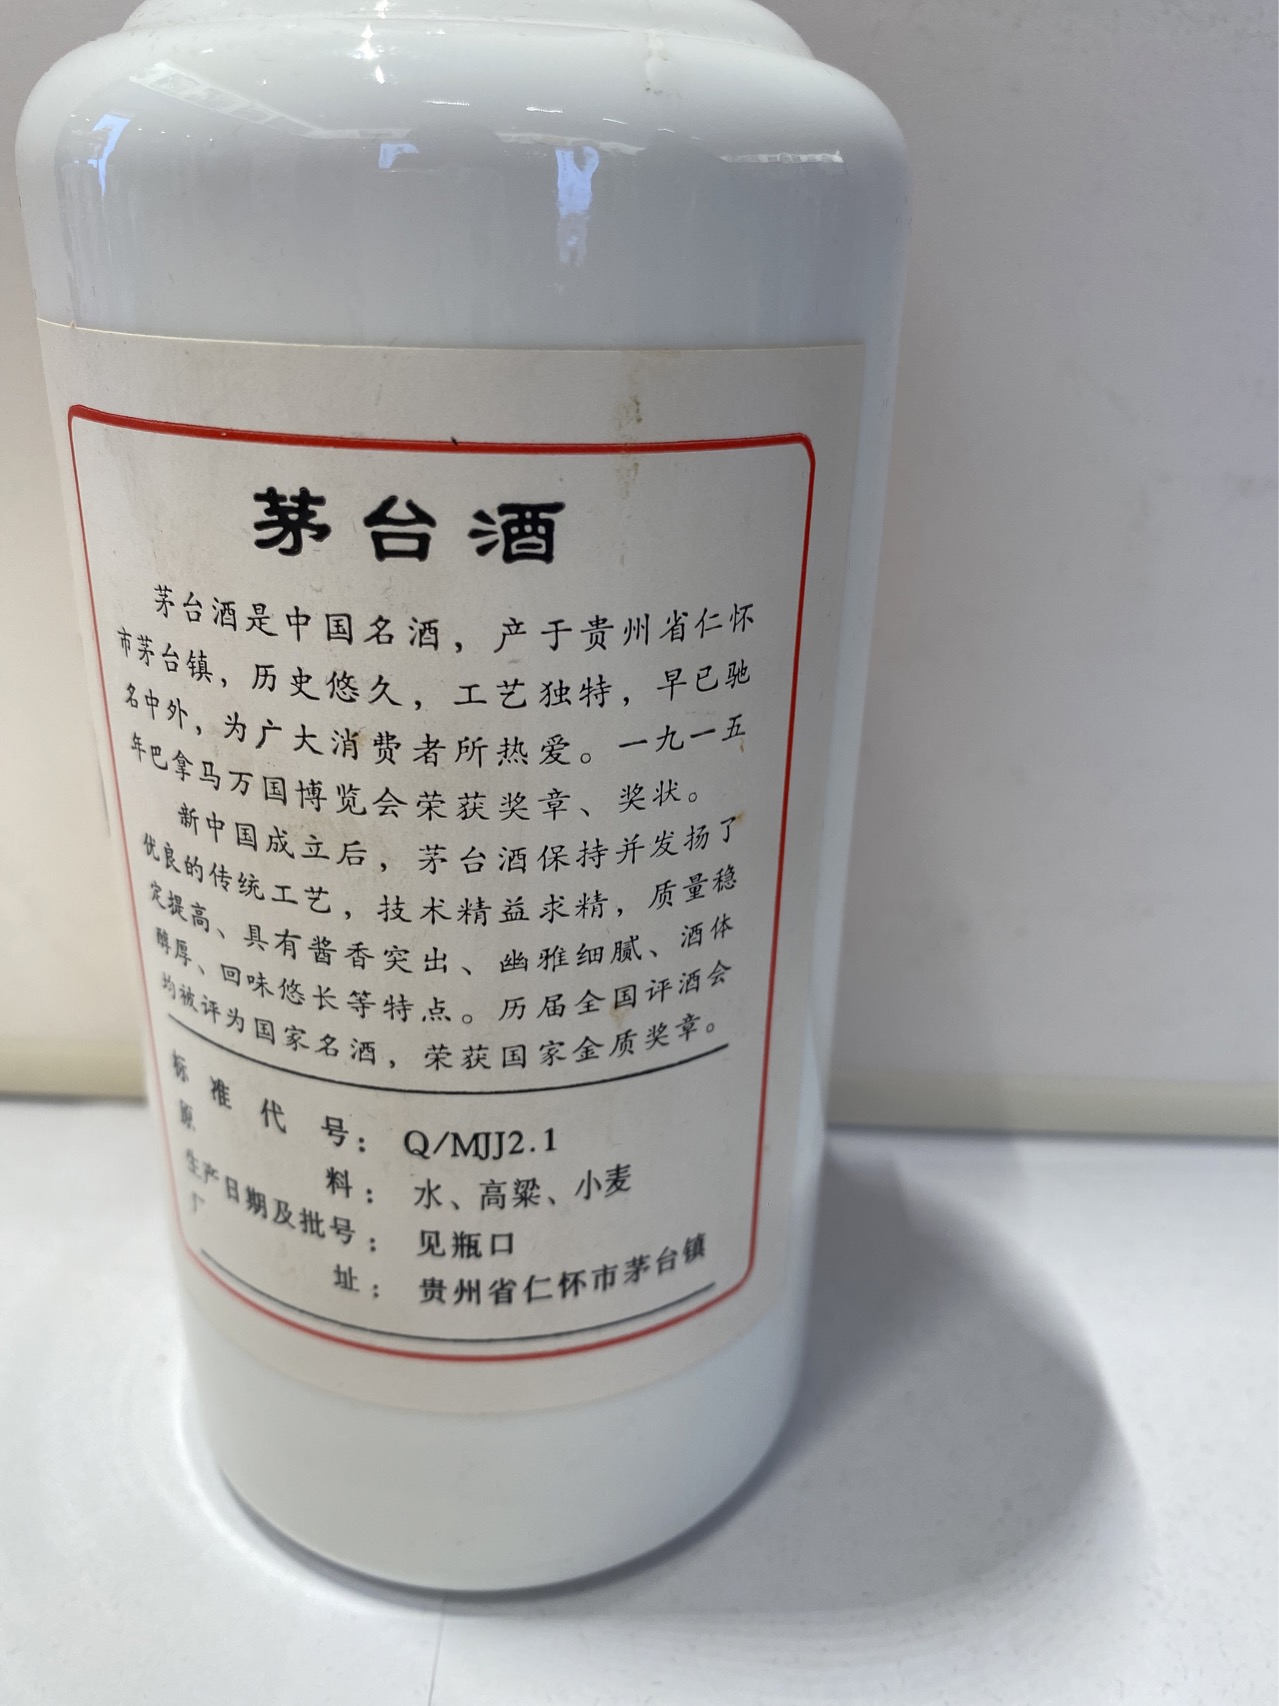 茅台酒
茅台酒是中国名酒，产于贵州省仁怀
市茅台镇，历史悠久，工艺独特，早已驰
名中外，为广大消费者所热爱。一九一五
年巴拿马万国博览会荣获奖章、奖状。
新中国成立后，茅台酒保持并发扬了
优良的传统工艺，技术精益求精，质量稳
定提高、具有酱香突出、幽雅细腻、酒体
醇厚、回味悠长等特点。历届全国评酒会
均被评为国家名酒，荣获国家金质奖章。
标准代号：Q/MJJ2.1
原料：水、高粱、小麦
生产日期及批号：见瓶口
厂址：贵州省仁怀市茅台镇